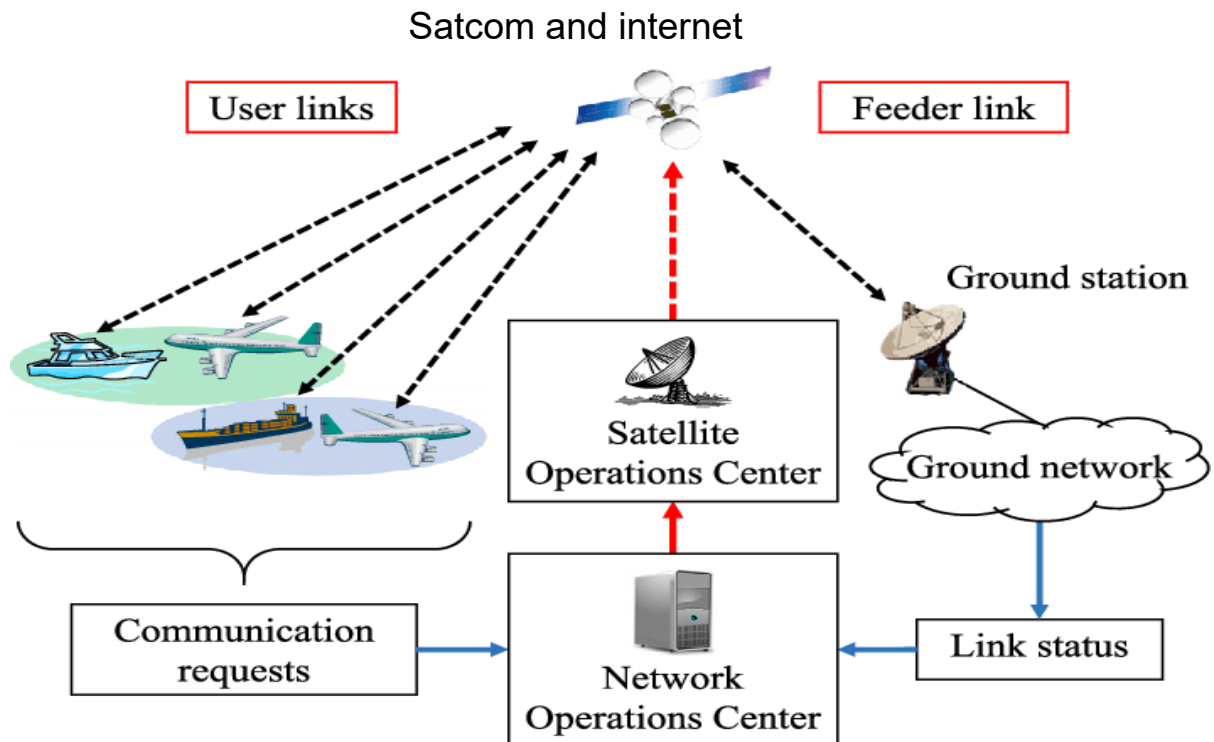 Satcom and internet
User links
Feeder link
Ground station
Satellite
Operations Center
Ground network
Communication
requests
Network
Operations Center
Link status